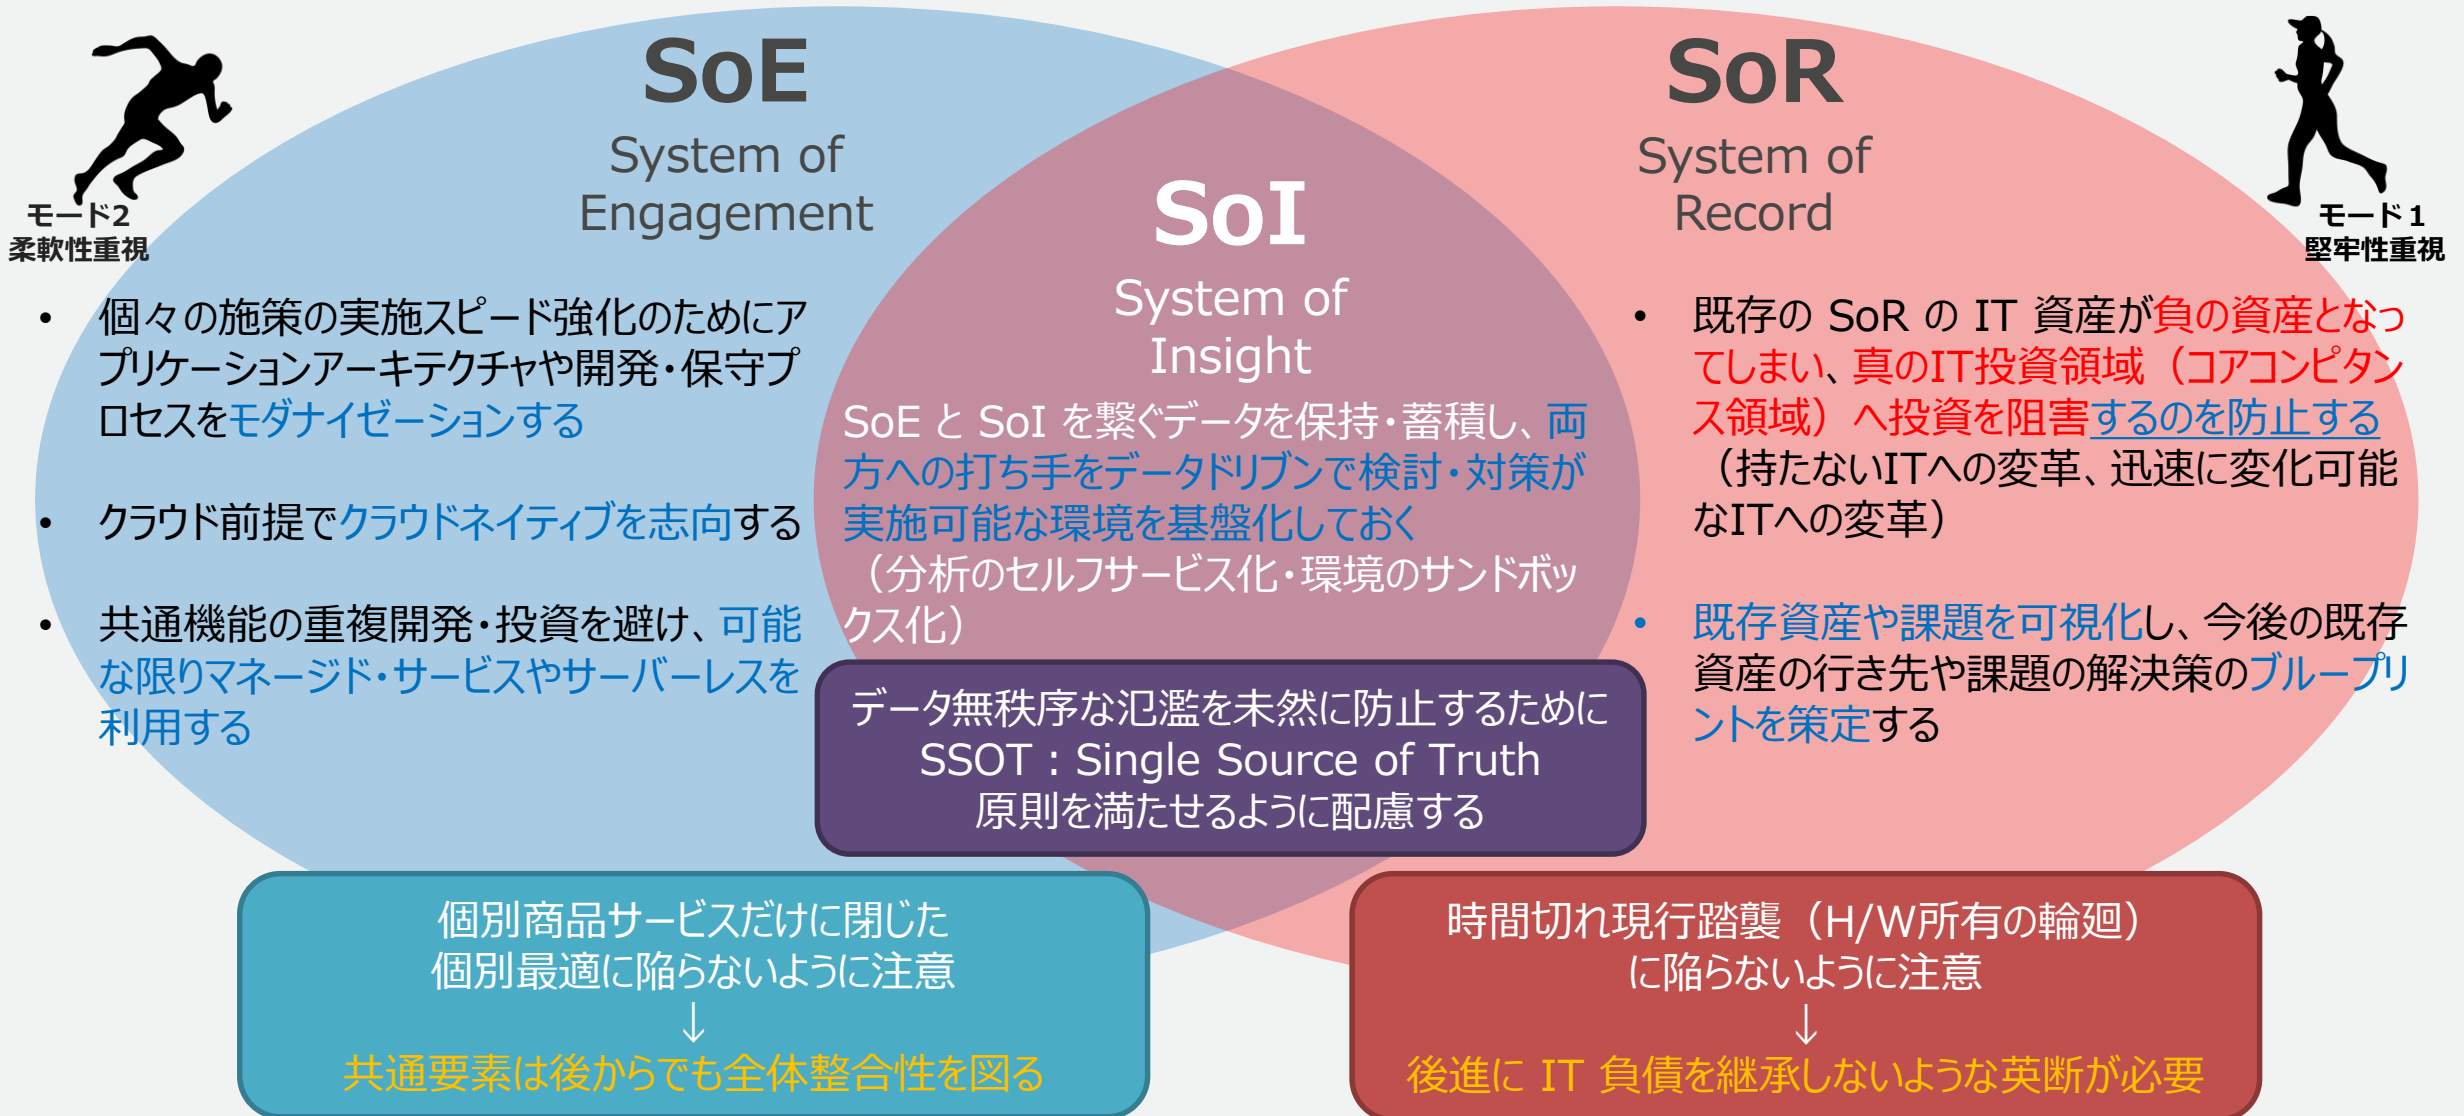 SoE
System of
Engagement
モード2
柔軟性重視
• 個々の施策の実施スピード強化のためにア
プリケーションアーキテクチャや開発・保守プ
ロセスをモダナイゼーションする
• クラウド前提でクラウドネイティブを志向する
• 共通機能の重複開発・投資を避け、可能
な限りマネージド・サービスやサーバーレスを
利用する
SoI
System of
Insight
SoE と SoI を繋ぐデータを保持・蓄積し、両
方への打ち手をデータドリブンで検討・対策が
実施可能な環境を基盤化しておく
（分析のセルフサービス化・環境のサンドボッ
クス化）
データ無秩序な氾濫を未然に防止するために
SSOT：Single Source of Truth
原則を満たせるように配慮する
SoR
System of
Record
モード１
堅牢性重視
• 既存の SoR の IT 資産が負の資産となっ
てしまい、真のIT投資領域（コアコンピタン
ス領域）へ投資を阻害するのを防止する
（持たないITへの変革、迅速に変化可能
なITへの変革）
• 既存資産や課題を可視化し、今後の既存
資産の行き先や課題の解決策のブループリ
ントを策定する
個別商品サービスだけに閉じた
個別最適に陥らないように注意
↓
共通要素は後からでも全体整合性を図る
時間切れ現行踏襲（H/W所有の輪廻）
に陥らないように注意
↓
後進に IT 負債を継承しないような英断が必要